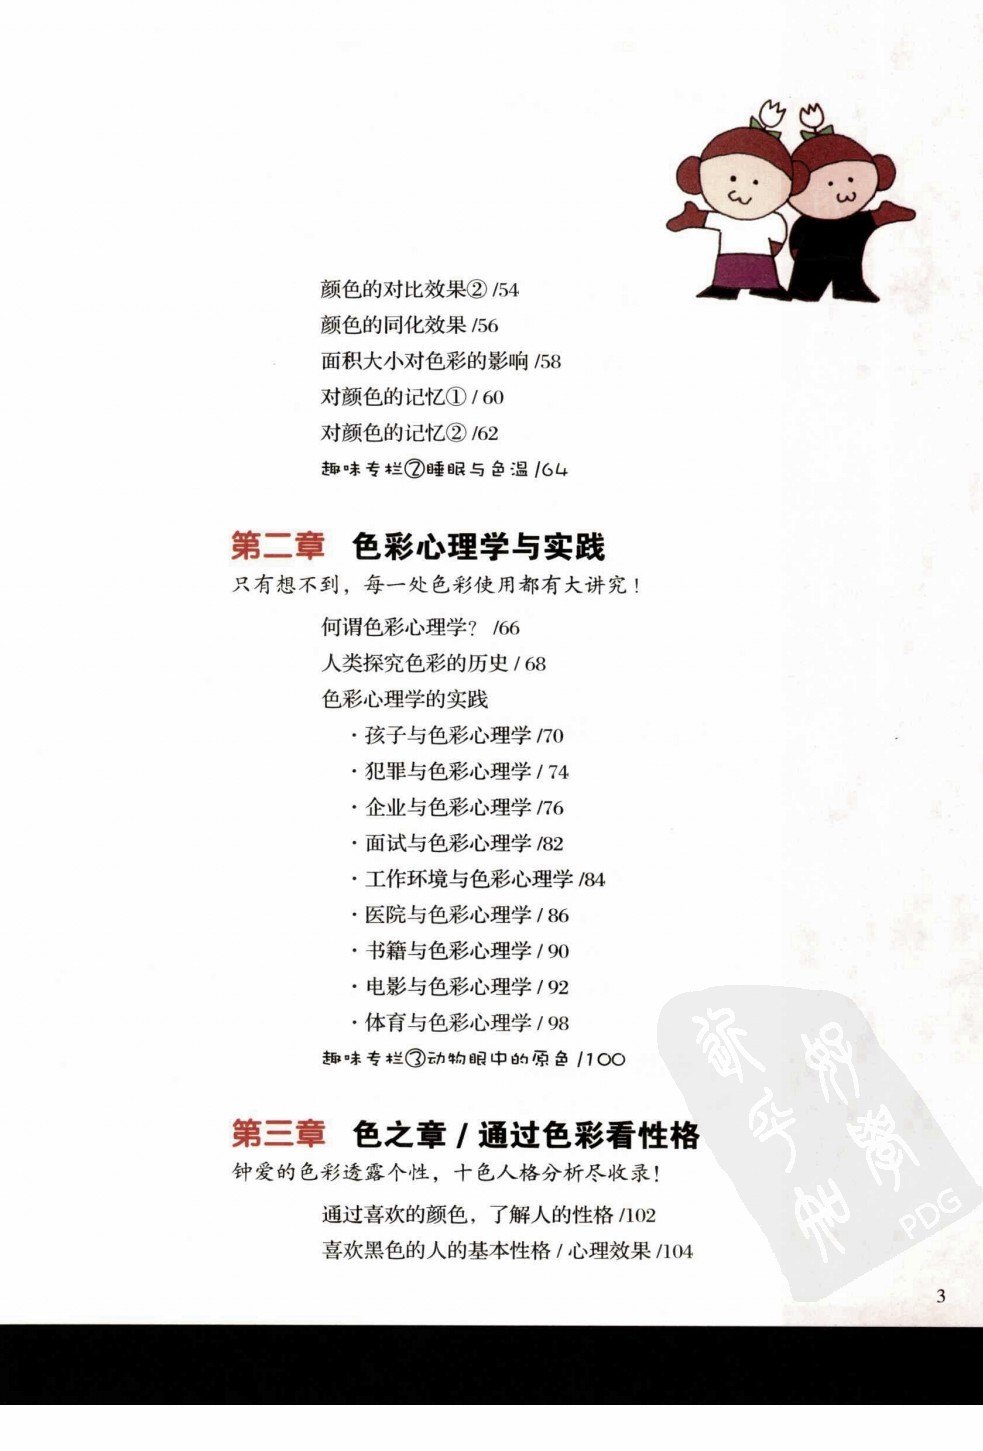 颜色的对比效果② /54
颜色的同化效果 /56
面积大小对色彩的影响 /58
对颜色的记忆① / 60
对颜色的记忆② /62
趣味专栏②睡眠与色温 /64
第二章 色彩心理学与实践
只有想不到，每一处色彩使用都有大讲究！
何谓色彩心理学？ /66
人类探究色彩的历史 / 68
色彩心理学的实践
·孩子与色彩心理学 /70
·犯罪与色彩心理学 / 74
·企业与色彩心理学 /76
·面试与色彩心理学 /82
·工作环境与色彩心理学 /84
·医院与色彩心理学 / 86
·书籍与色彩心理学 / 90
·电影与色彩心理学 / 92
·体育与色彩心理学 / 98
趣味专栏③动物眼中的原色 /100
第三章 色之章 / 通过色彩看性格
钟爱的色彩透露个性，十色人格分析尽收录！
通过喜欢的颜色，了解人的性格 /102
喜欢黑色的人的基本性格 / 心理效果 /104
PDG
3